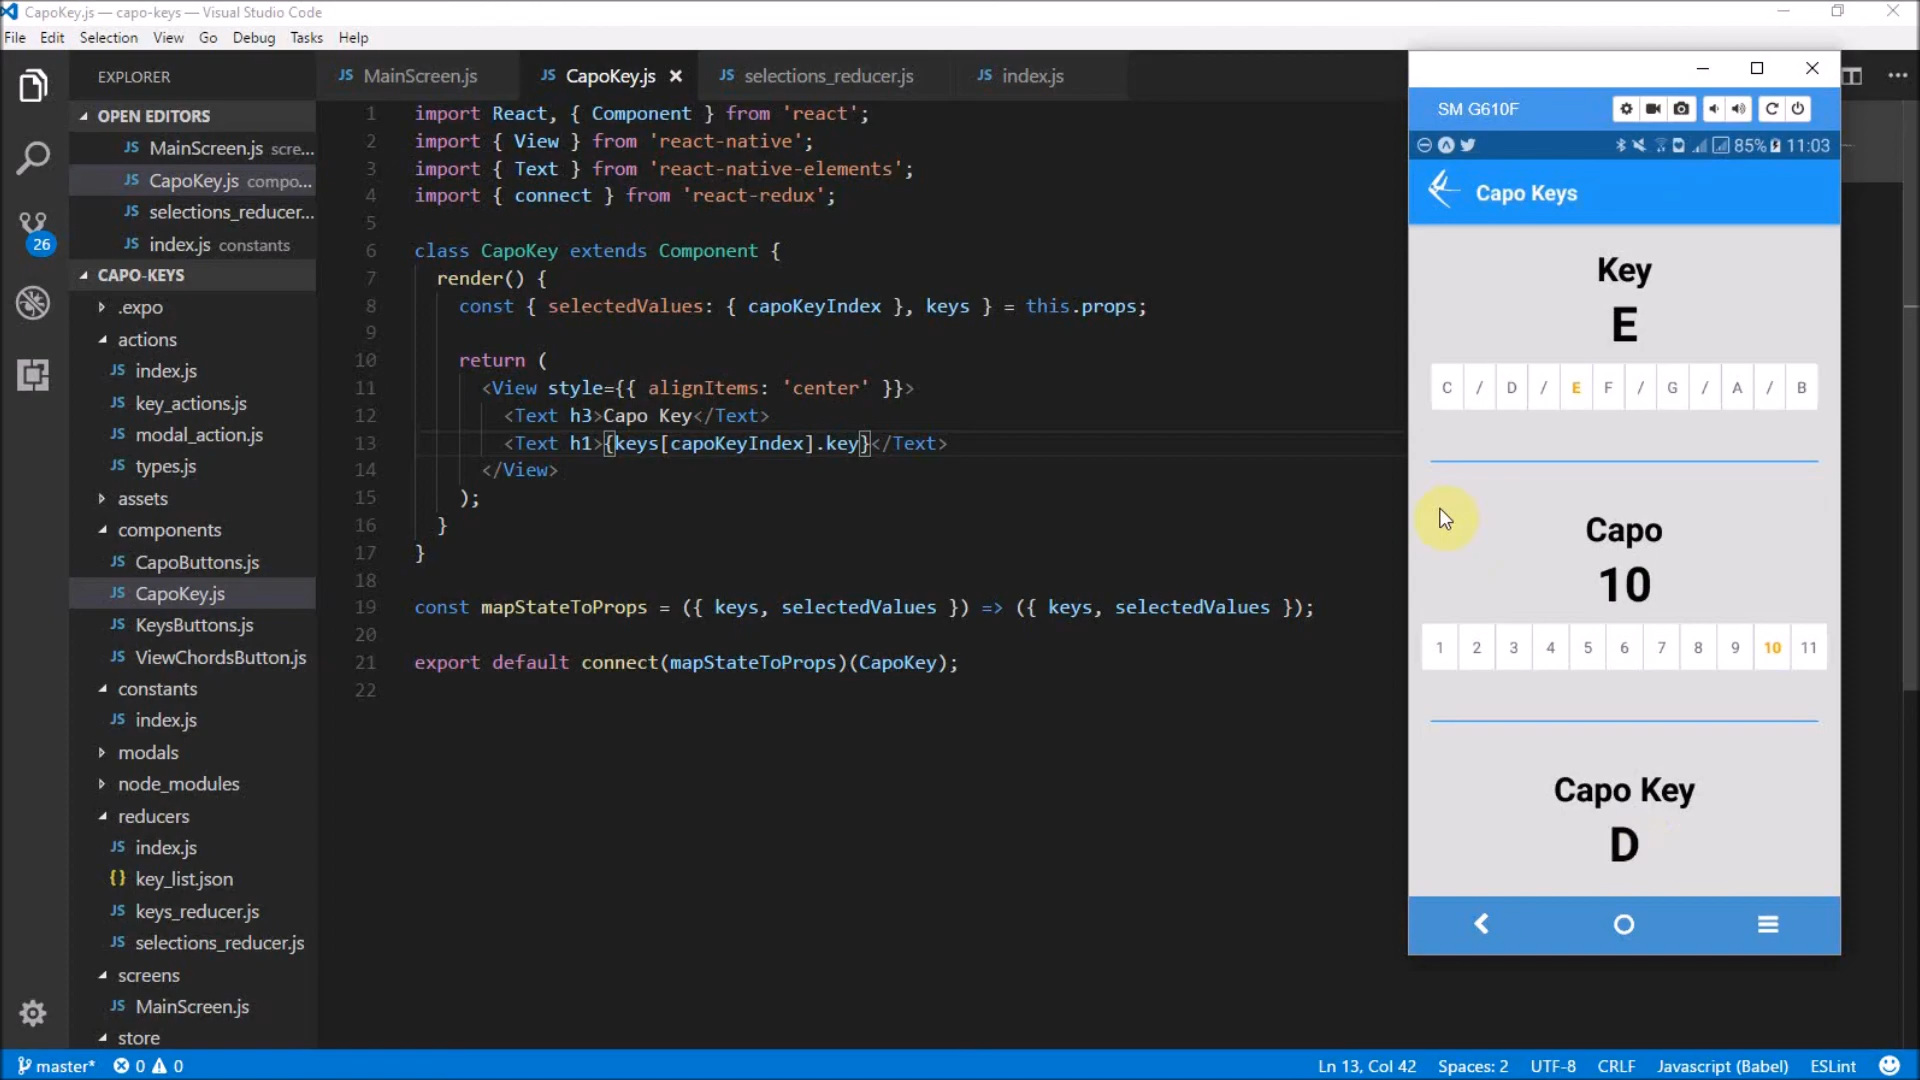 CapoKey.js — capo-keys — Visual Studio Code
File Edit Selection View Go Debug Tasks Help
EXPLORER
OPEN EDITORS
JS MainScreen.js scre...
JS CapoKey.js compo...
JS selections_reducer...
JS index.js constants
CAPO-KEYS
.expo
actions
JS index.js
JS key_actions.js
JS modal_action.js
JS types.js
assets
components
JS CapoButtons.js
JS CapoKey.js
JS KeysButtons.js
JS ViewChordsButton.js
constants
JS index.js
modals
node_modules
reducers
JS index.js
{} key_list.json
JS keys_reducer.js
JS selections_reducer.js
screens
JS MainScreen.js
store
26
JS MainScreen.js JS CapoKey.js JS selections_reducer.js JS index.js
1 import React, { Component } from 'react';
2 import { View } from 'react-native';
3 import { Text } from 'react-native-elements';
4 import { connect } from 'react-redux';
5
6 class CapoKey extends Component {
7 render() {
8 const { selectedValues: { capoKeyIndex }, keys } = this.props;
9
10 return (
11 <View style={{ alignItems: 'center' }}>
12 <Text h3>Capo Key</Text>
13 <Text h1>{keys[capoKeyIndex].key}</Text>
14 </View>
15 );
16 }
17 }
18
19 const mapStateToProps = ({ keys, selectedValues }) => ({ keys, selectedValues });
20
21 export default connect(mapStateToProps)(CapoKey);
22
SM G610F
85% 11:03
Capo Keys
Key
E
C / D / E F / G / A / B
Capo
10
1 2 3 4 5 6 7 8 9 10 11
Capo Key
D
master* 0 0 Ln 13, Col 42 Spaces: 2 UTF-8 CRLF Javascript (Babel) ESLint